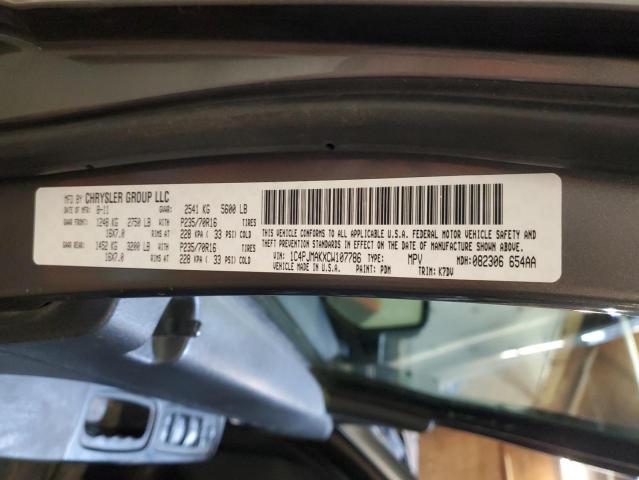 MFD BY CHRYSLER GROUP LLC
DATE OF MFR: 8-11 GVWR: 2541 KG 5600 LB
GAWR FRONT: 1248 KG 2750 LB WITH P235/70R16 TIRES
16X7.0 RIMS AT 228 KPA ( 33 PSI) COLD
GAWR REAR: 1452 KG 3200 LB WITH P235/70R16 TIRES
16X7.0 RIMS AT 228 KPA ( 33 PSI) COLD
THIS VEHICLE CONFORMS TO ALL APPLICABLE U.S.A. FEDERAL MOTOR VEHICLE SAFETY AND
THEFT PREVENTION STANDARDS IN EFFECT ON THE DATE OF MANUFACTURE SHOWN ABOVE.
VIN: 1C4PJMAKXCW107786 TYPE: MPV MDH:082306 654AA
VEHICLE MADE IN U.S.A. PAINT: PDM TRIM: K7DV